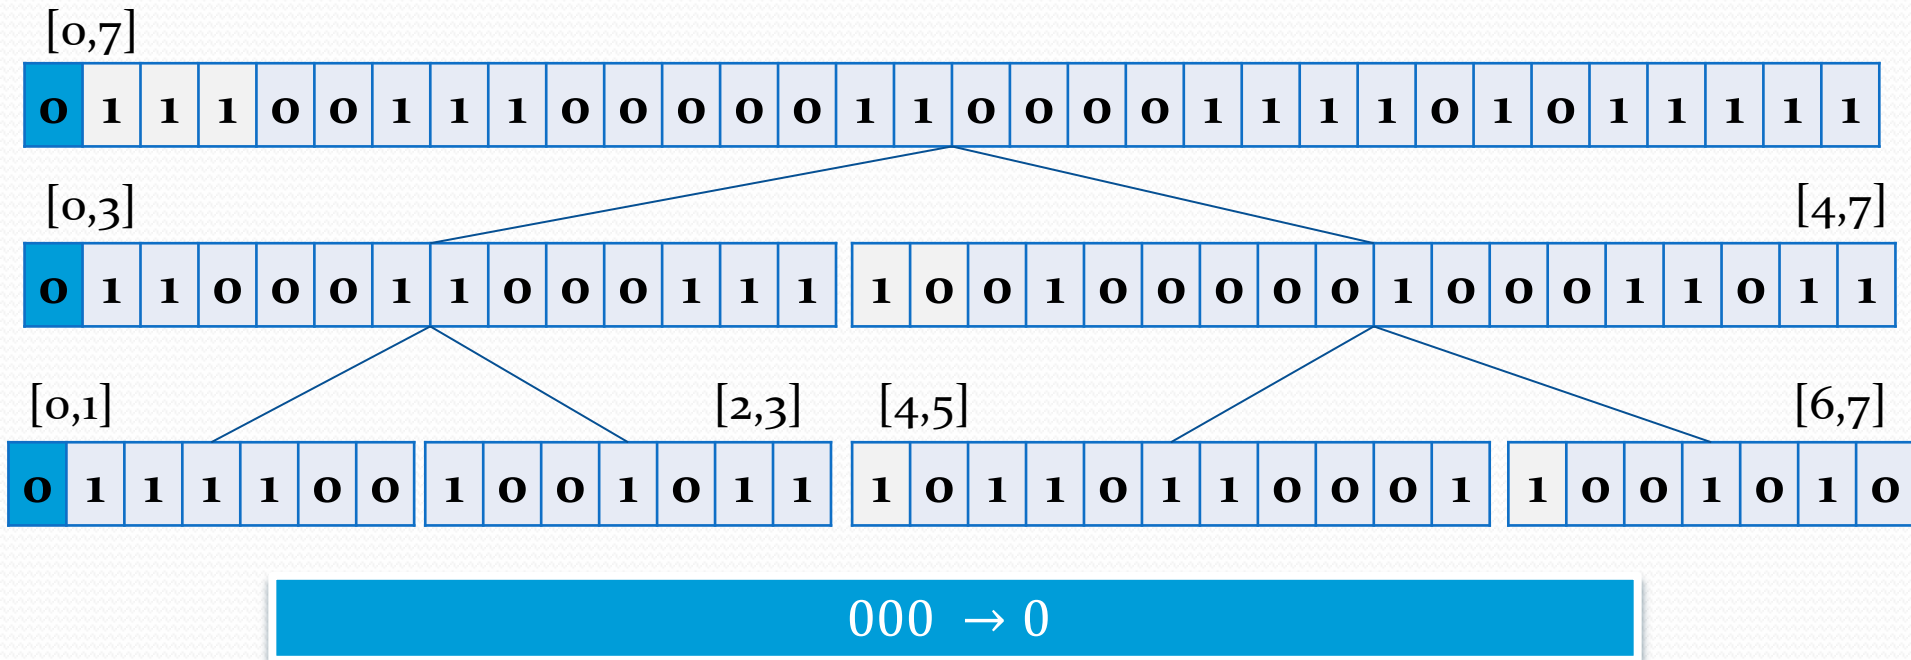 [0,7]
0 1 1 1 0 0 1 1 1 0 0 0 0 0 1 1 0 0 0 0 1 1 1 1 0 1 0 1 1 1 1 1
[0,3] [4,7]
0 1 1 0 0 0 1 1 0 0 0 1 1 1 1 0 0 1 0 0 0 0 0 1 0 0 0 1 1 0 1 1
[0,1] [2,3] [4,5] [6,7]
0 1 1 1 1 0 0 1 0 0 1 0 1 1 1 0 1 1 0 1 1 0 0 0 1 1 0 0 1 0 1 0
000 → 0